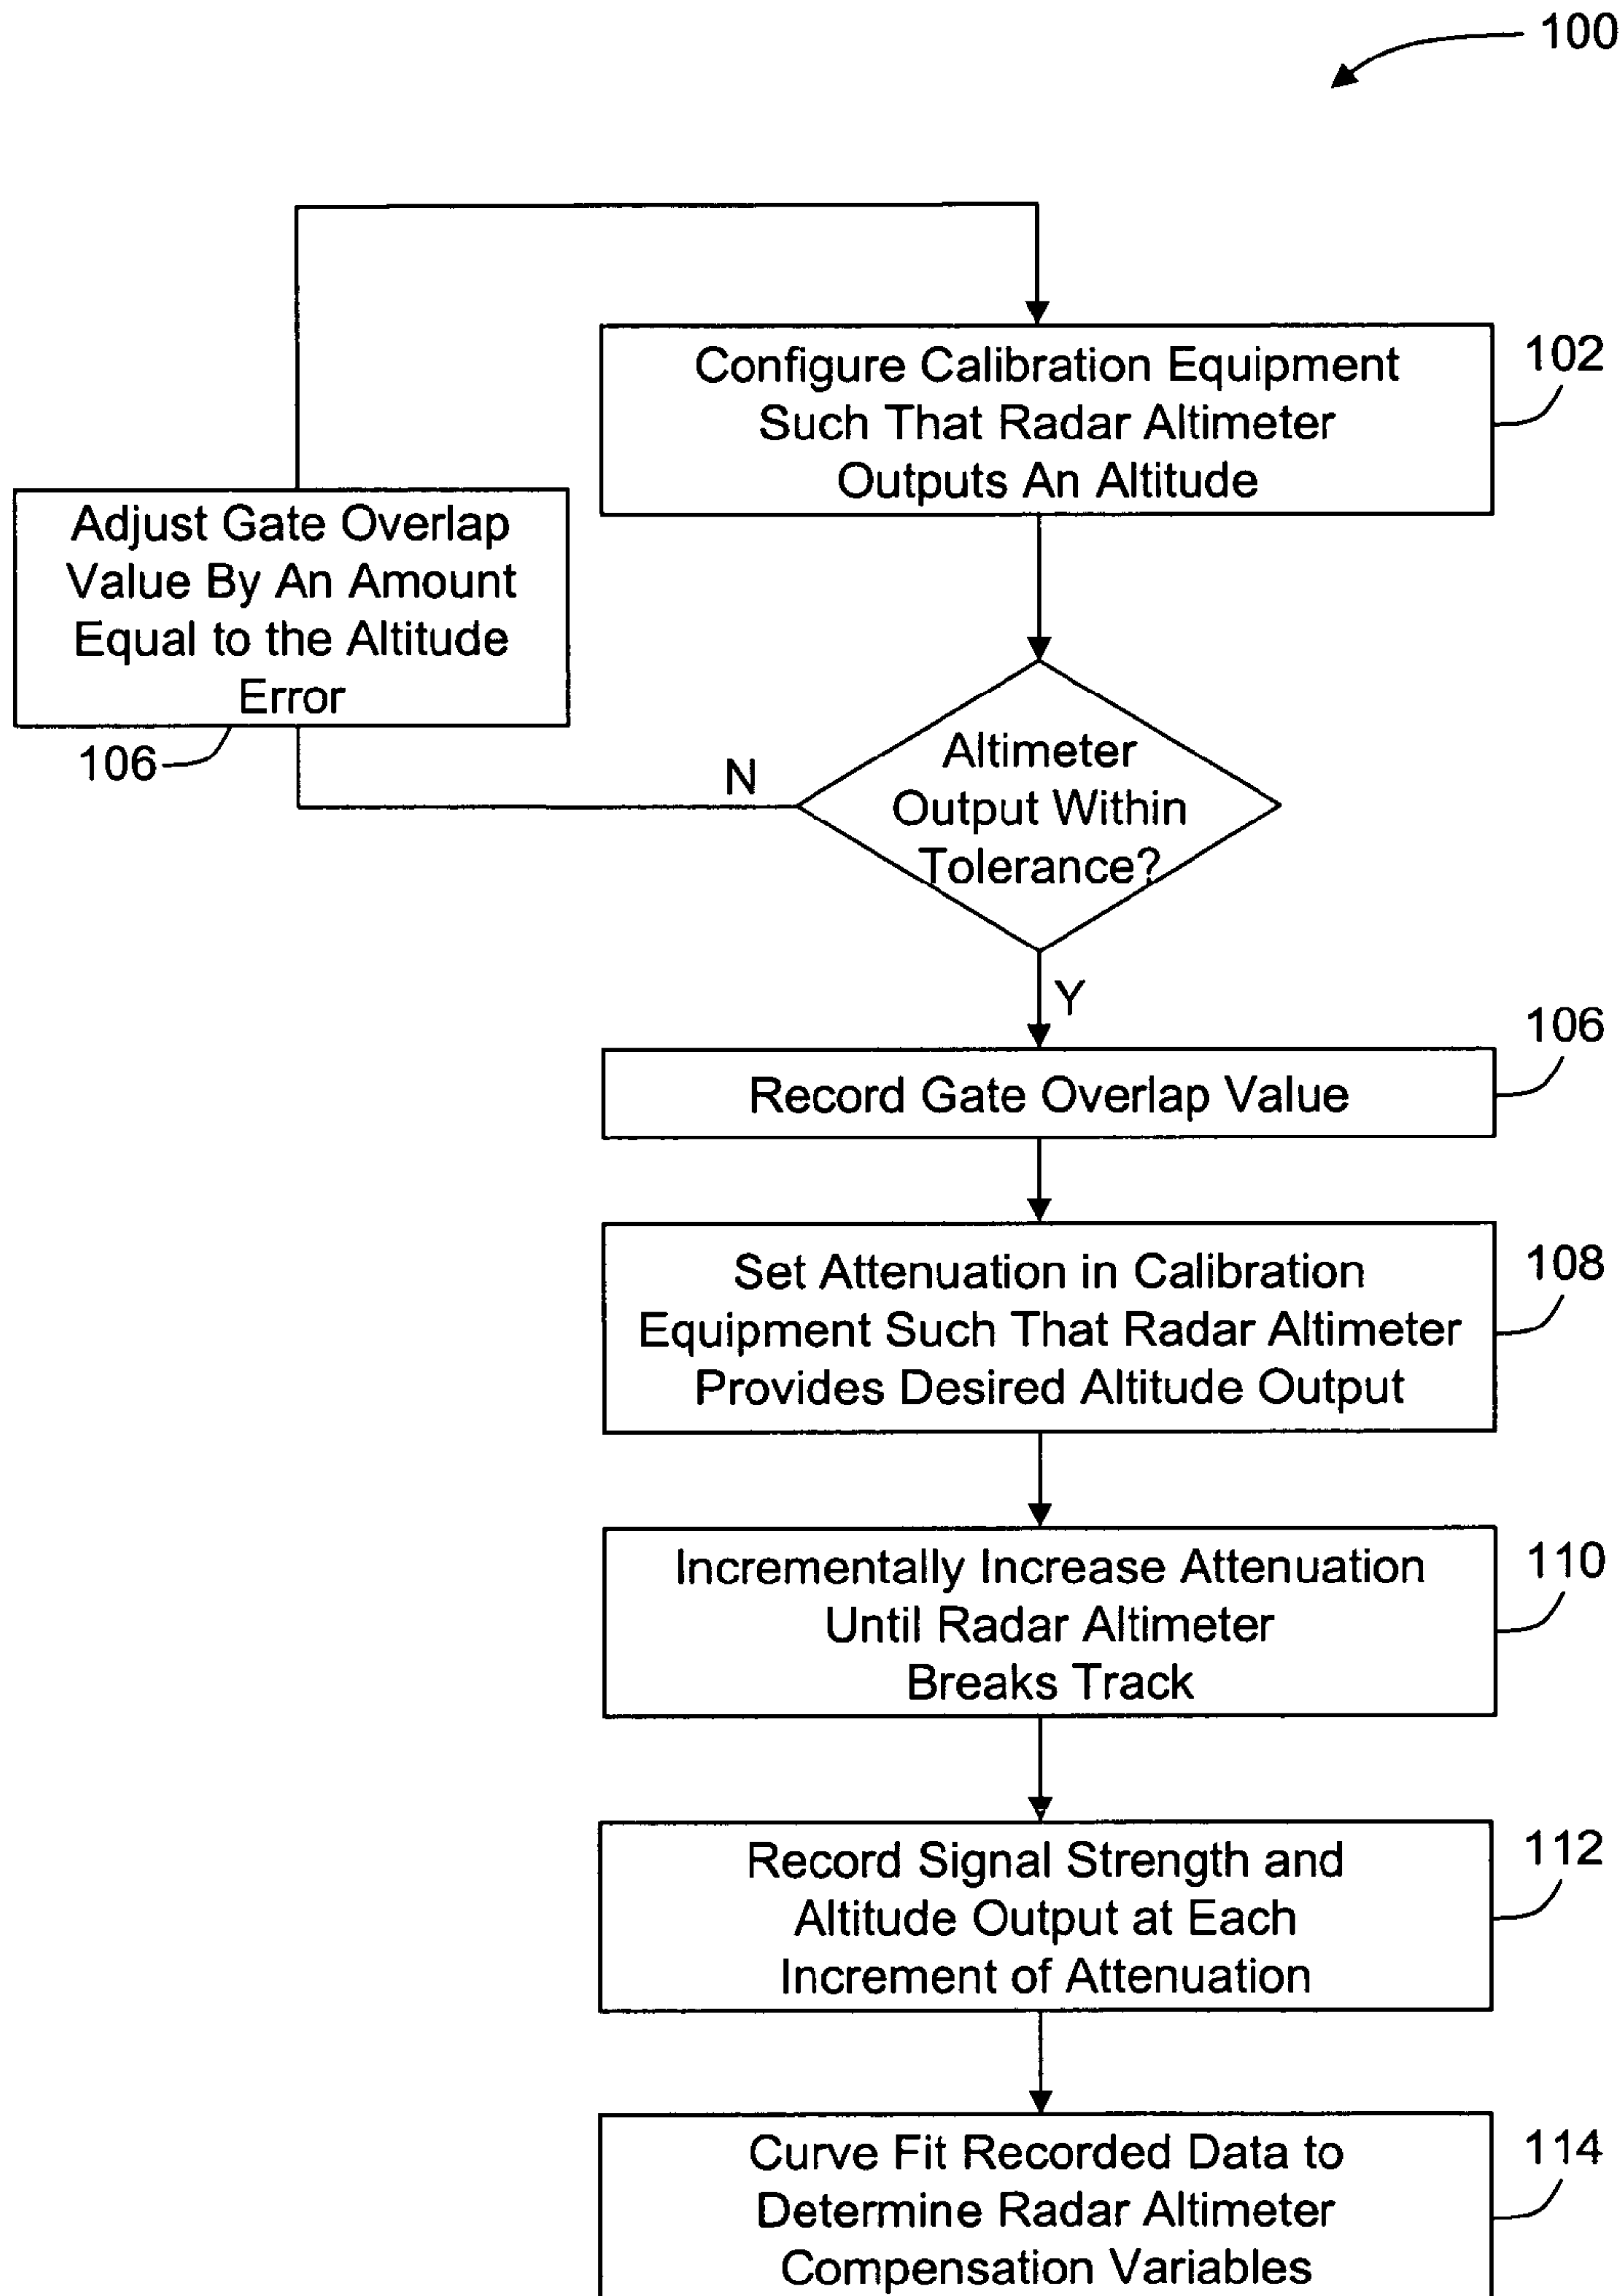 100
Configure Calibration Equipment
Such That Radar Altimeter
Outputs An Altitude
102
Adjust Gate Overlap
Value By An Amount
Equal to the Altitude
Error
106
N
Altimeter
Output Within
Tolerance?
Y
106
Record Gate Overlap Value
108
Set Attenuation in Calibration
Equipment Such That Radar Altimeter
Provides Desired Altitude Output
110
Incrementally Increase Attenuation
Until Radar Altimeter
Breaks Track
112
Record Signal Strength and
Altitude Output at Each
Increment of Attenuation
114
Curve Fit Recorded Data to
Determine Radar Altimeter
Compensation Variables